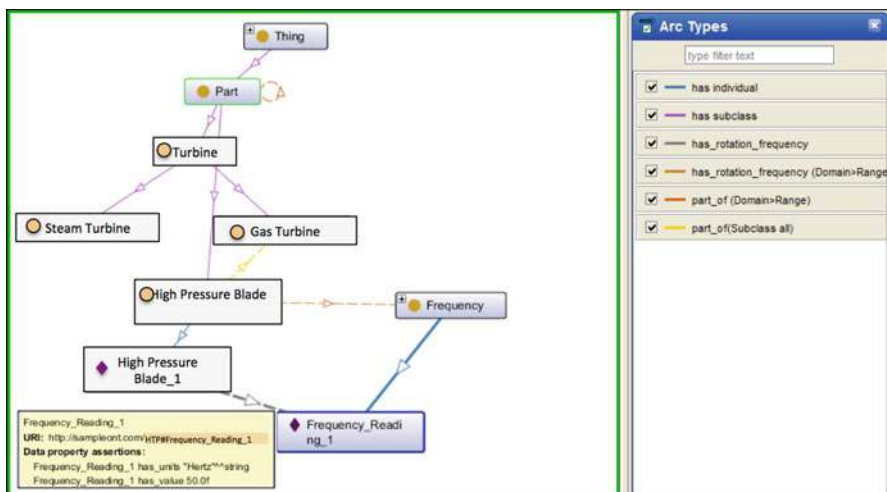 Thing
Part
Turbine
Steam Turbine
Gas Turbine
High Pressure Blade
Frequency
High Pressure
Blade_1
Frequency_Readi
ng_1
Frequency_Reading_1
URI: http://sampleont.com/HTP#Frequency_Reading_1
Data property assertions:
Frequency_Reading_1 has_units "Hertz"^^string
Frequency_Reading_1 has_value 50.0f
Arc Types
type filter text
has individual
has subclass
has_rotation_frequency
has_rotation_frequency (Domain>Range
part_of (Domain>Range)
part_of(Subclass all)